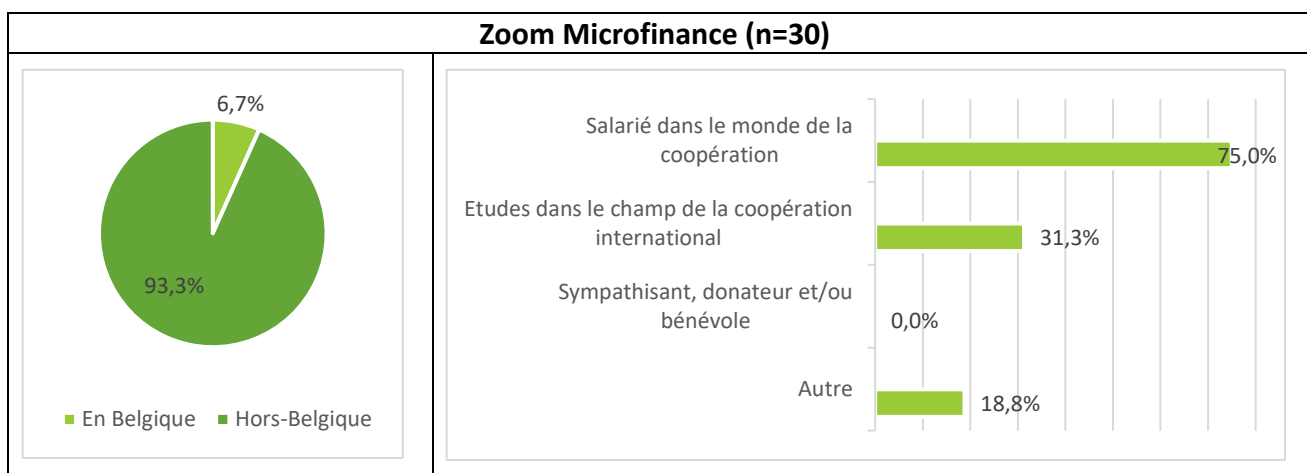 Zoom Microfinance (n=30)
6,7%
93,3%
En Belgique
Hors-Belgique
Salarié dans le monde de la
coopération
75,0%
Etudes dans le champ de la coopération
international
31,3%
Sympathisant, donateur et/ou
bénévole
0,0%
Autre
18,8%